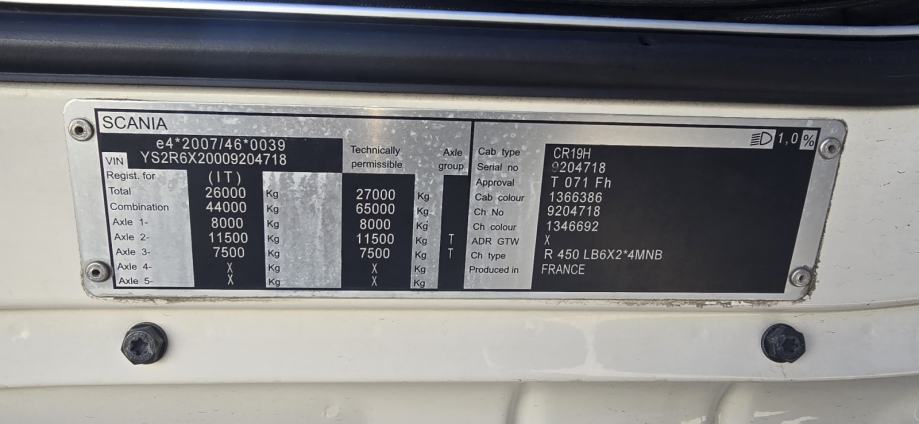 SCANIA
e4*2007/46*0039
VIN YS2R6X20009204718
Technically permissible Axle group
Regist. for (IT)
Total 26000 Kg 27000 Kg
Combination 44000 Kg 65000 Kg
Axle 1- 8000 Kg 8000 Kg
Axle 2- 11500 Kg 11500 Kg T
Axle 3- 7500 Kg 7500 Kg T
Axle 4- X Kg X Kg
Axle 5- X Kg X Kg
1,0 %
Cab type CR19H
Serial no 9204718
Approval T 071 Fh
Cab colour 1366386
Ch No 9204718
Ch colour 1346692
ADR GTW X
Ch type R 450 LB6X2*4MNB
Produced in FRANCE